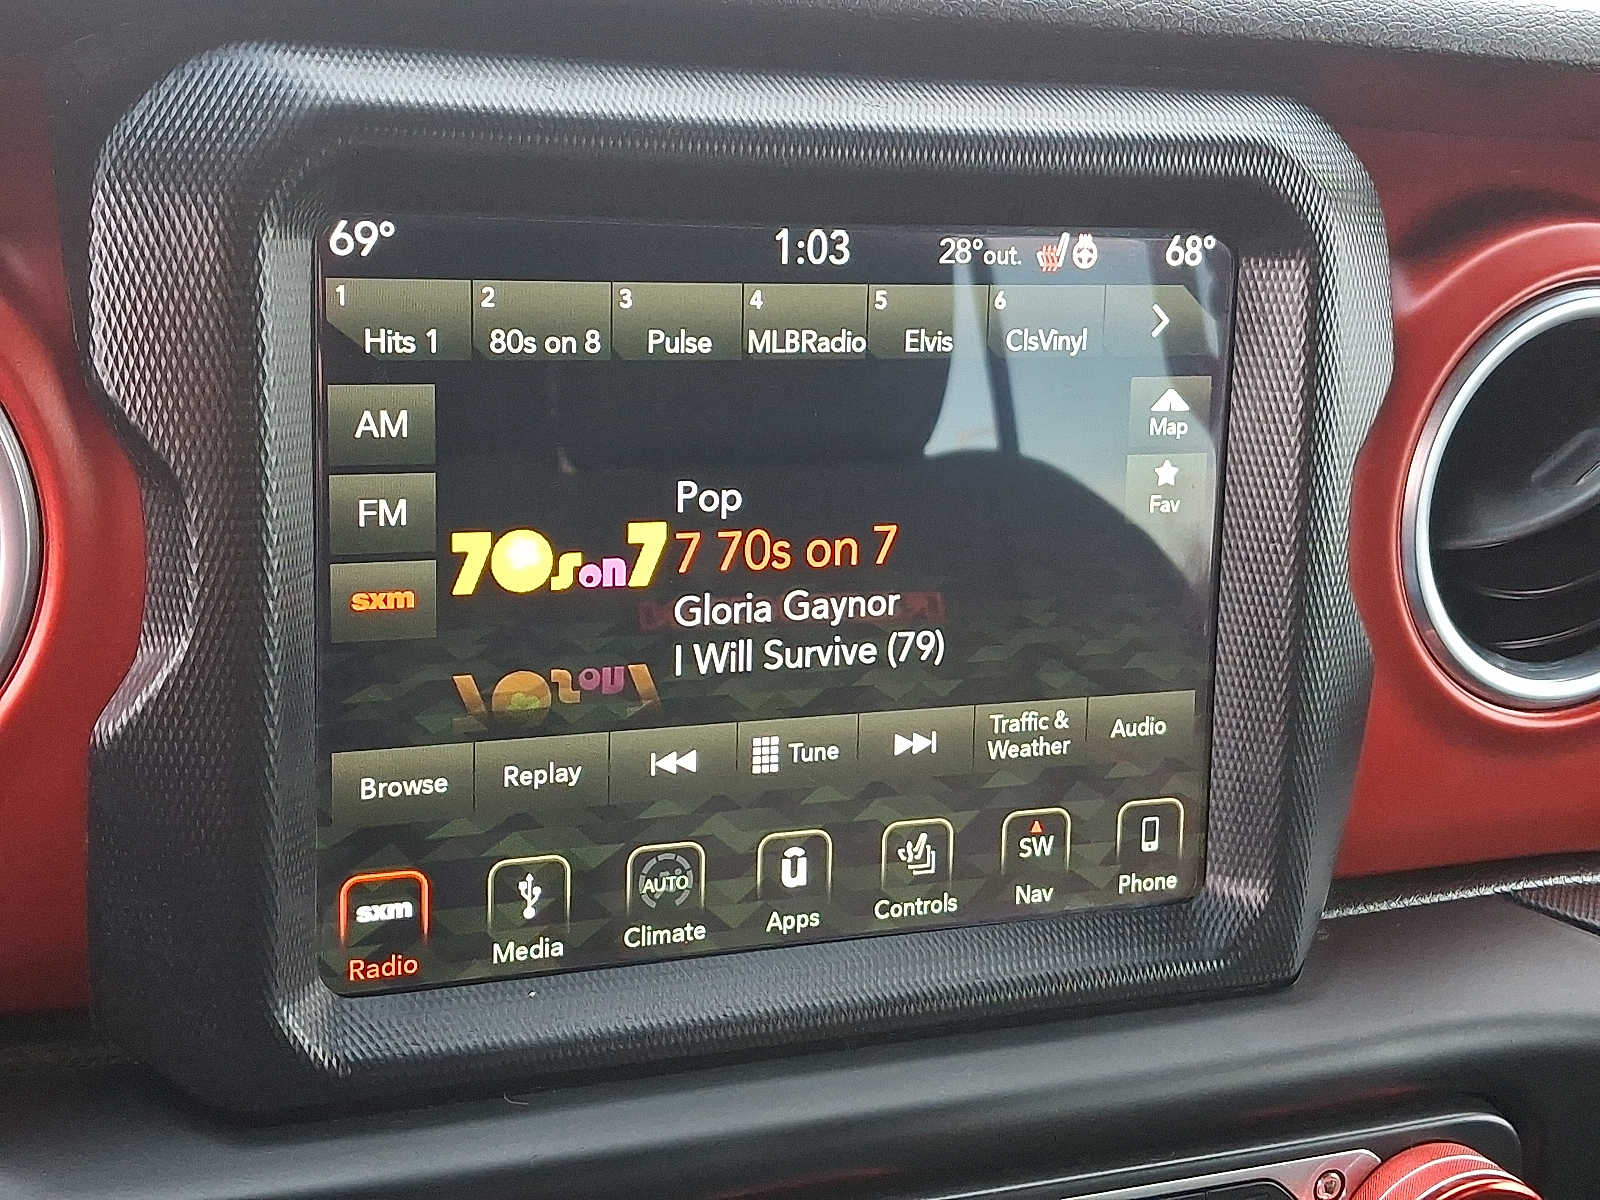 69° 1:03 28° out. 68°
1 2 3 4 5 6
Hits 1 80s on 8 Pulse MLBRadio Elvis ClsVinyl
AM
Map
FM
Fav
sxm
Pop
70s on 7
7 70s on 7
Gloria Gaynor
I Will Survive (79)
Browse Replay Tune Traffic & Weather Audio
sxm AUTO SW
Radio Media Climate Apps Controls Nav Phone